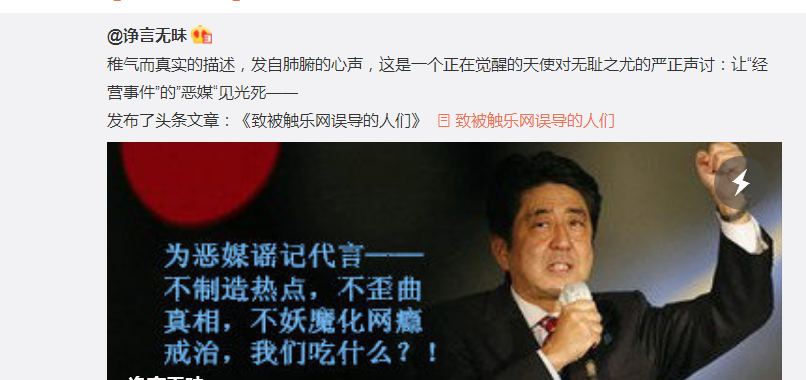 @诤言无昧
稚气而真实的描述，发自肺腑的心声，这是一个正在觉醒的天使对无耻之尤的严正声讨：让“经
营事件”的”恶媒“见光死——
发布了头条文章：《致被触乐网误导的人们》 致被触乐网误导的人们
为恶媒谣记代言——
不制造热点，不歪曲
真相，不妖魔化网瘾
戒治，我们吃什么？！